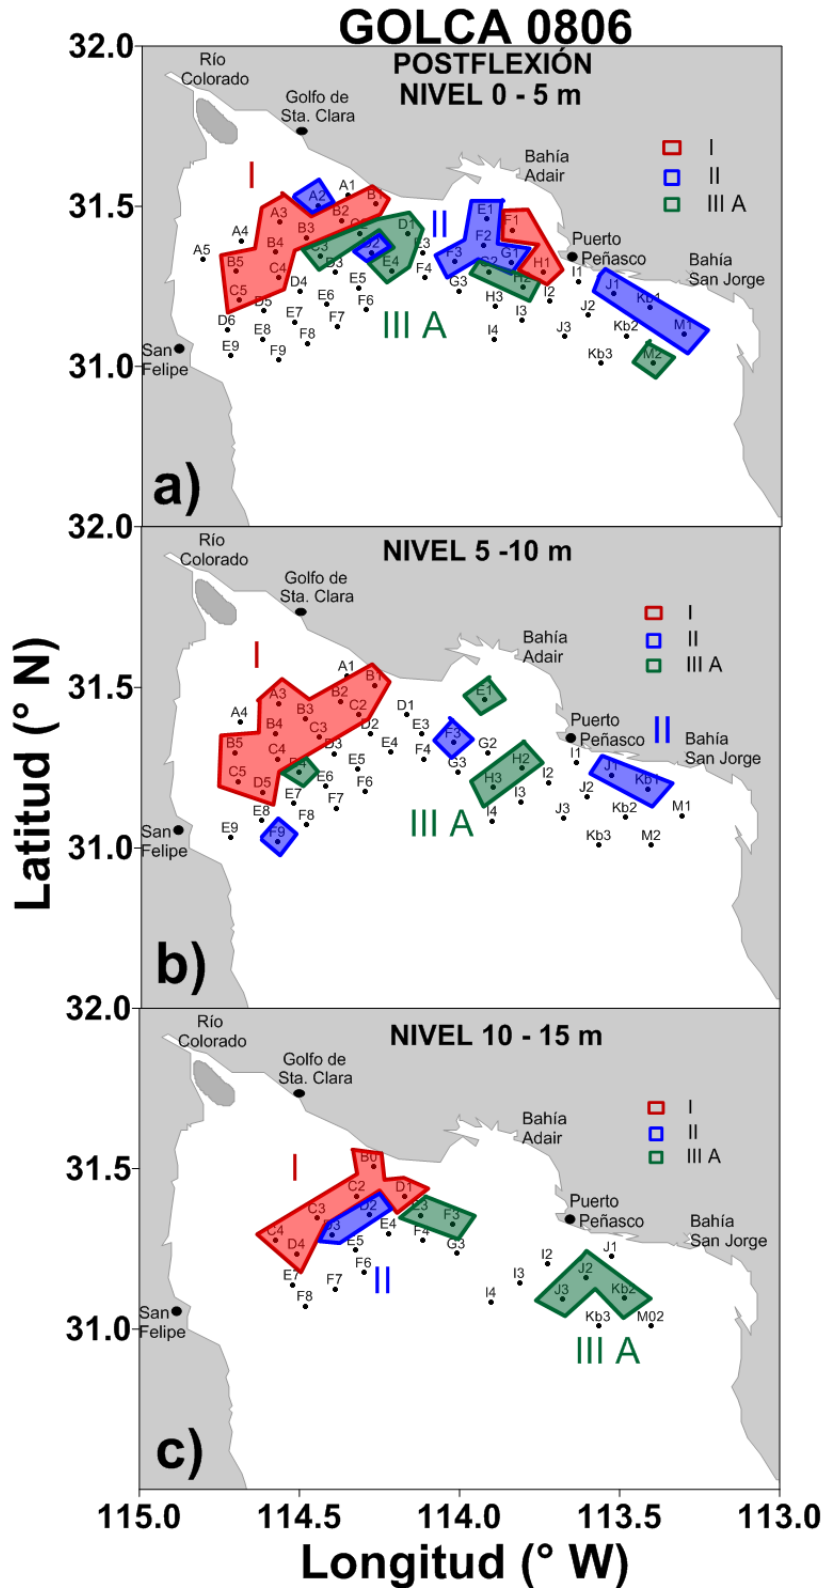 GOLCA 0806
POSTFLEXIÓN
NIVEL 0 - 5 m
32.0
Río
Colorado
Golfo de
Sta. Clara
I
II
III A
Bahía
Adair
31.5
I
A2
A1
B1
A3
B2
B3
C2
D1
A4
A5
B4
B5
C3
D2
E3
C4
D3
E4
F4
C5
D4
E5
D5
E6
F6
D6
E7
F7
E8
F8
E9
F9
II
E1
F1
F2
F3
G1
G2
H1
G3
H2
H3
I1
I2
I3
I4
J1
J2
J3
Kb1
Kb2
Kb3
M1
M2
Puerto
Peñasco
Bahía
San Jorge
III A
San
Felipe
31.0
a)
32.0
NIVEL 5 -10 m
Río
Colorado
Golfo de
Sta. Clara
I
II
III A
Bahía
Adair
31.5
I
A1
B1
A3
B2
A4
B3
C2
D1
B4
C3
D2
E3
B5
C4
D3
E4
F4
C5
D4
E5
D5
E6
F6
E7
F7
E8
F8
E9
F9
E1
F3
G2
G3
H2
H3
I1
I2
I3
I4
J1
J2
J3
Kb1
Kb2
Kb3
M1
M2
II
Puerto
Peñasco
Bahía
San Jorge
III A
San
Felipe
31.0
b)
32.0
NIVEL 10 - 15 m
Río
Colorado
Golfo de
Sta. Clara
I
II
III A
Bahía
Adair
31.5
I
B0
C2
D1
C3
D2
E3
F3
C4
D3
E4
F4
D4
E5
G3
F6
E7
F7
F8
II
I2
I3
I4
J1
J2
J3
Kb2
Kb3
M02
Puerto
Peñasco
Bahía
San Jorge
San
Felipe
III A
31.0
c)
115.0
114.5
114.0
113.5
113.0
Longitud (° W)
Latitud (° N)